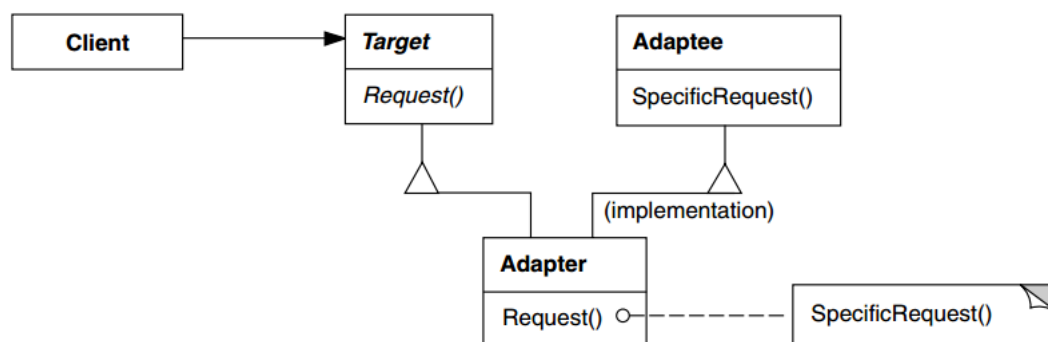 Client
Target
Request()
Adaptee
SpecificRequest()
(implementation)
Adapter
Request()
SpecificRequest()